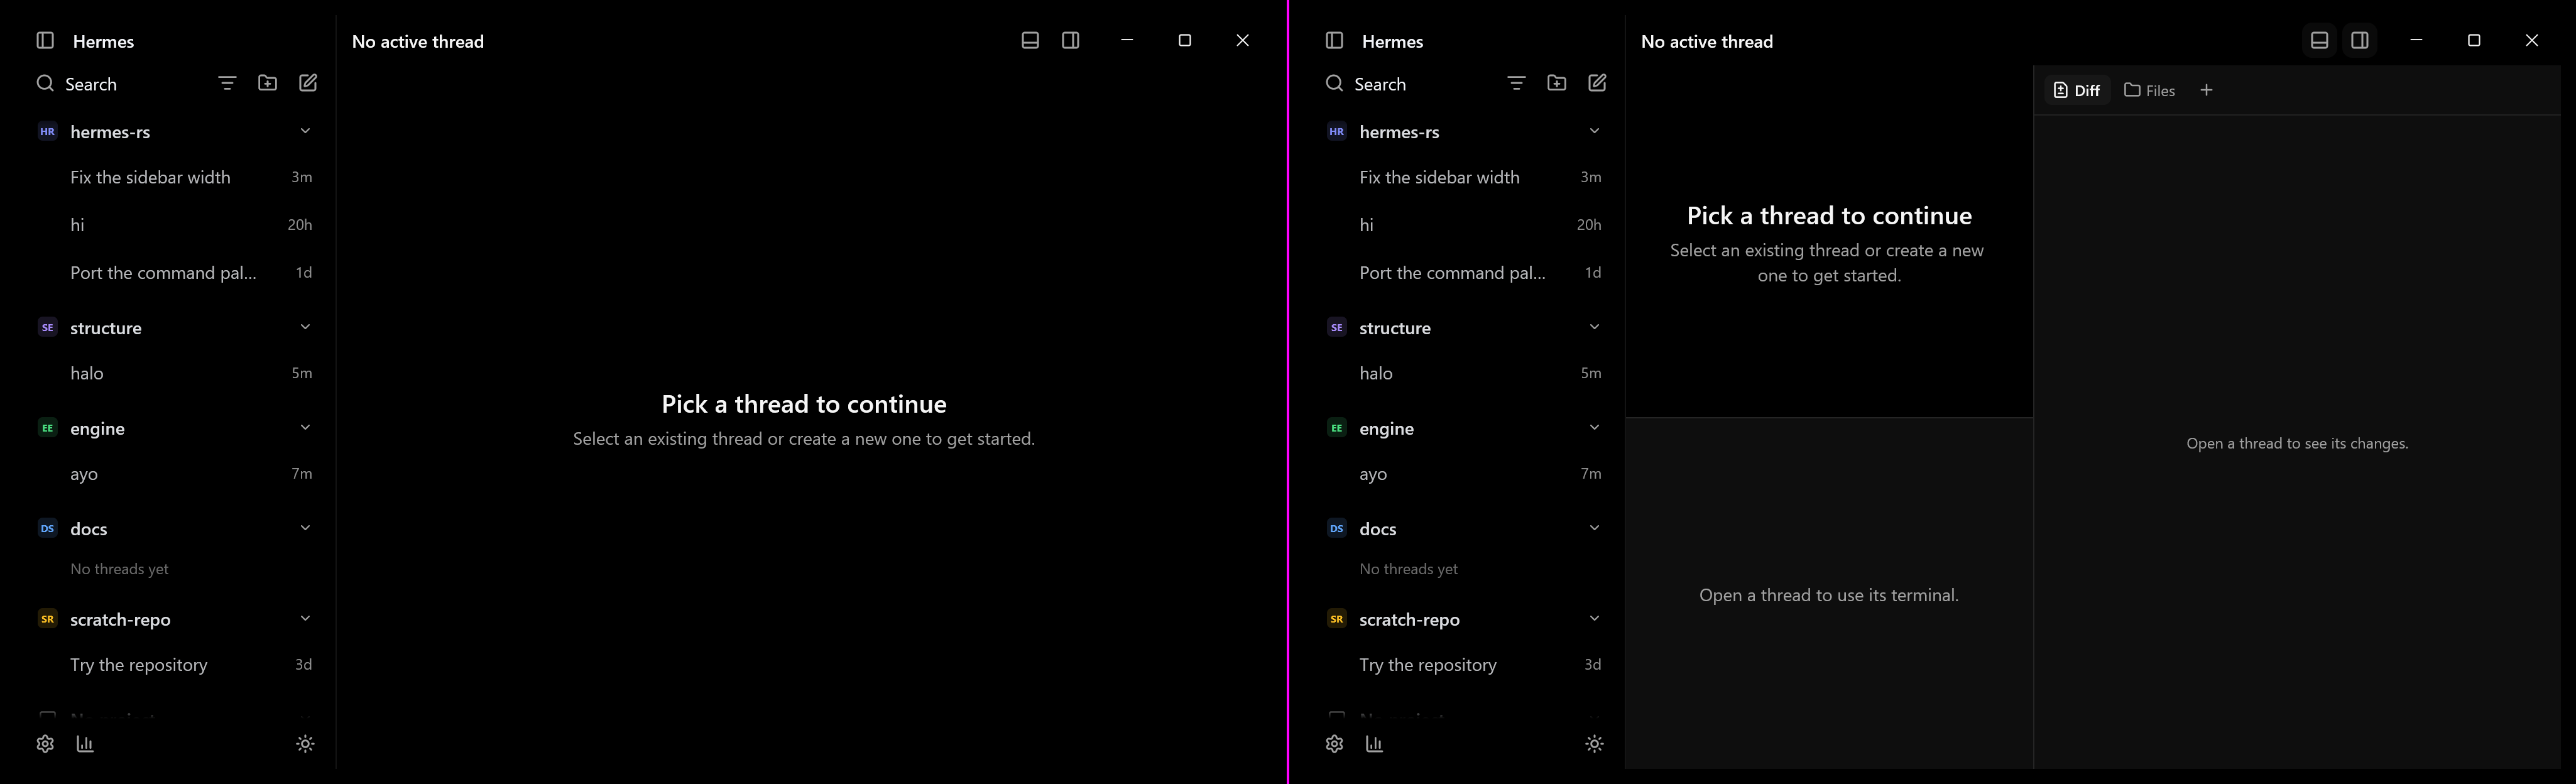 Hermes
No active thread
Search
HR hermes-rs
Fix the sidebar width 3m
hi 20h
Port the command pal... 1d
SE structure
halo 5m
EE engine
ayo 7m
DS docs
No threads yet
SR scratch-repo
Try the repository 3d
Pick a thread to continue
Select an existing thread or create a new one to get started.
Hermes
No active thread
Search
HR hermes-rs
Fix the sidebar width 3m
hi 20h
Port the command pal... 1d
SE structure
halo 5m
EE engine
ayo 7m
DS docs
No threads yet
SR scratch-repo
Try the repository 3d
Pick a thread to continue
Select an existing thread or create a new
one to get started.
Open a thread to use its terminal.
Diff Files
Open a thread to see its changes.